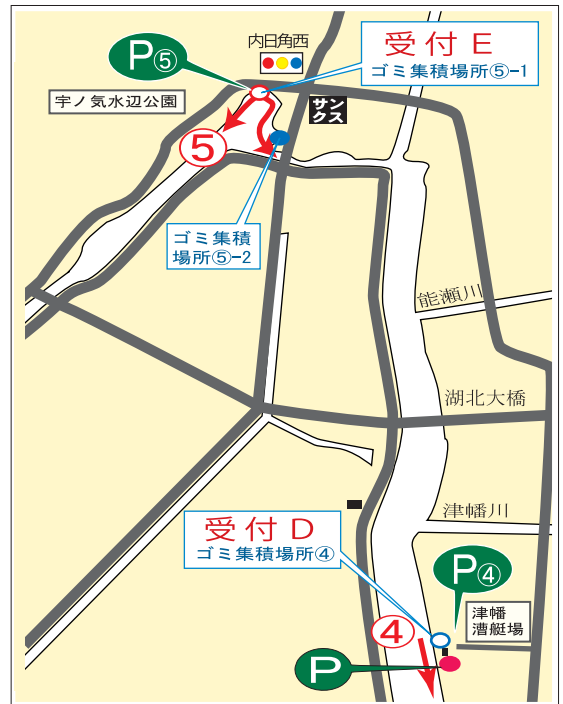 内日角西
P⑤
受付E
ゴミ集積場所⑤-1
宇ノ気水辺公園
サン
クス
⑤
ゴミ集積
場所⑤-2
能瀬川
湖北大橋
津幡川
受付D
ゴミ集積場所④
P④
津幡
漕艇場
④
P